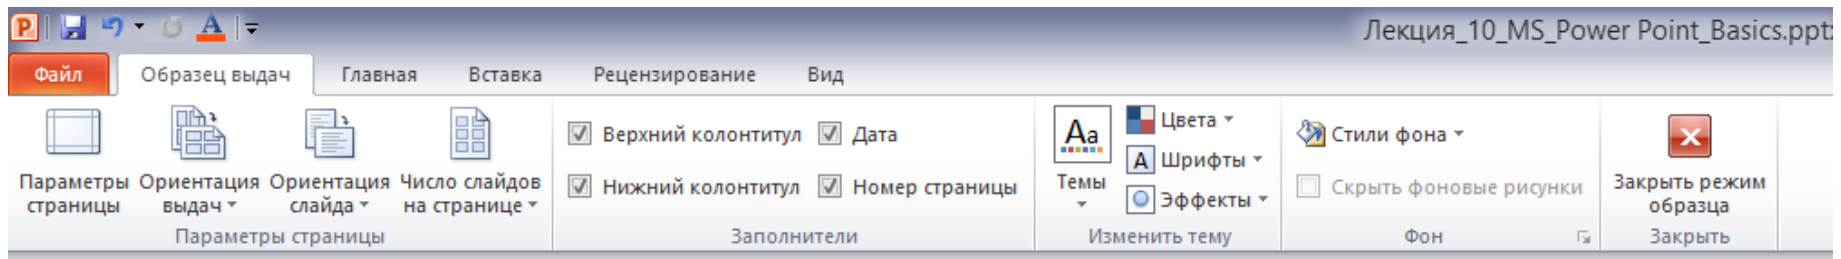 Лекция_10_MS_Power Point_Basics.ppt
Файл Образец выдач Главная Вставка Рецензирование Вид
Параметры страницы
Ориентация выдач
Ориентация слайда
Число слайдов на странице
Параметры страницы
Верхний колонтитул
Дата
Нижний колонтитул
Номер страницы
Заполнители
Aa
Темы
Цвета
А Шрифты
Эффекты
Изменить тему
Стили фона
Скрыть фоновые рисунки
Фон
Закрыть режим образца
Закрыть